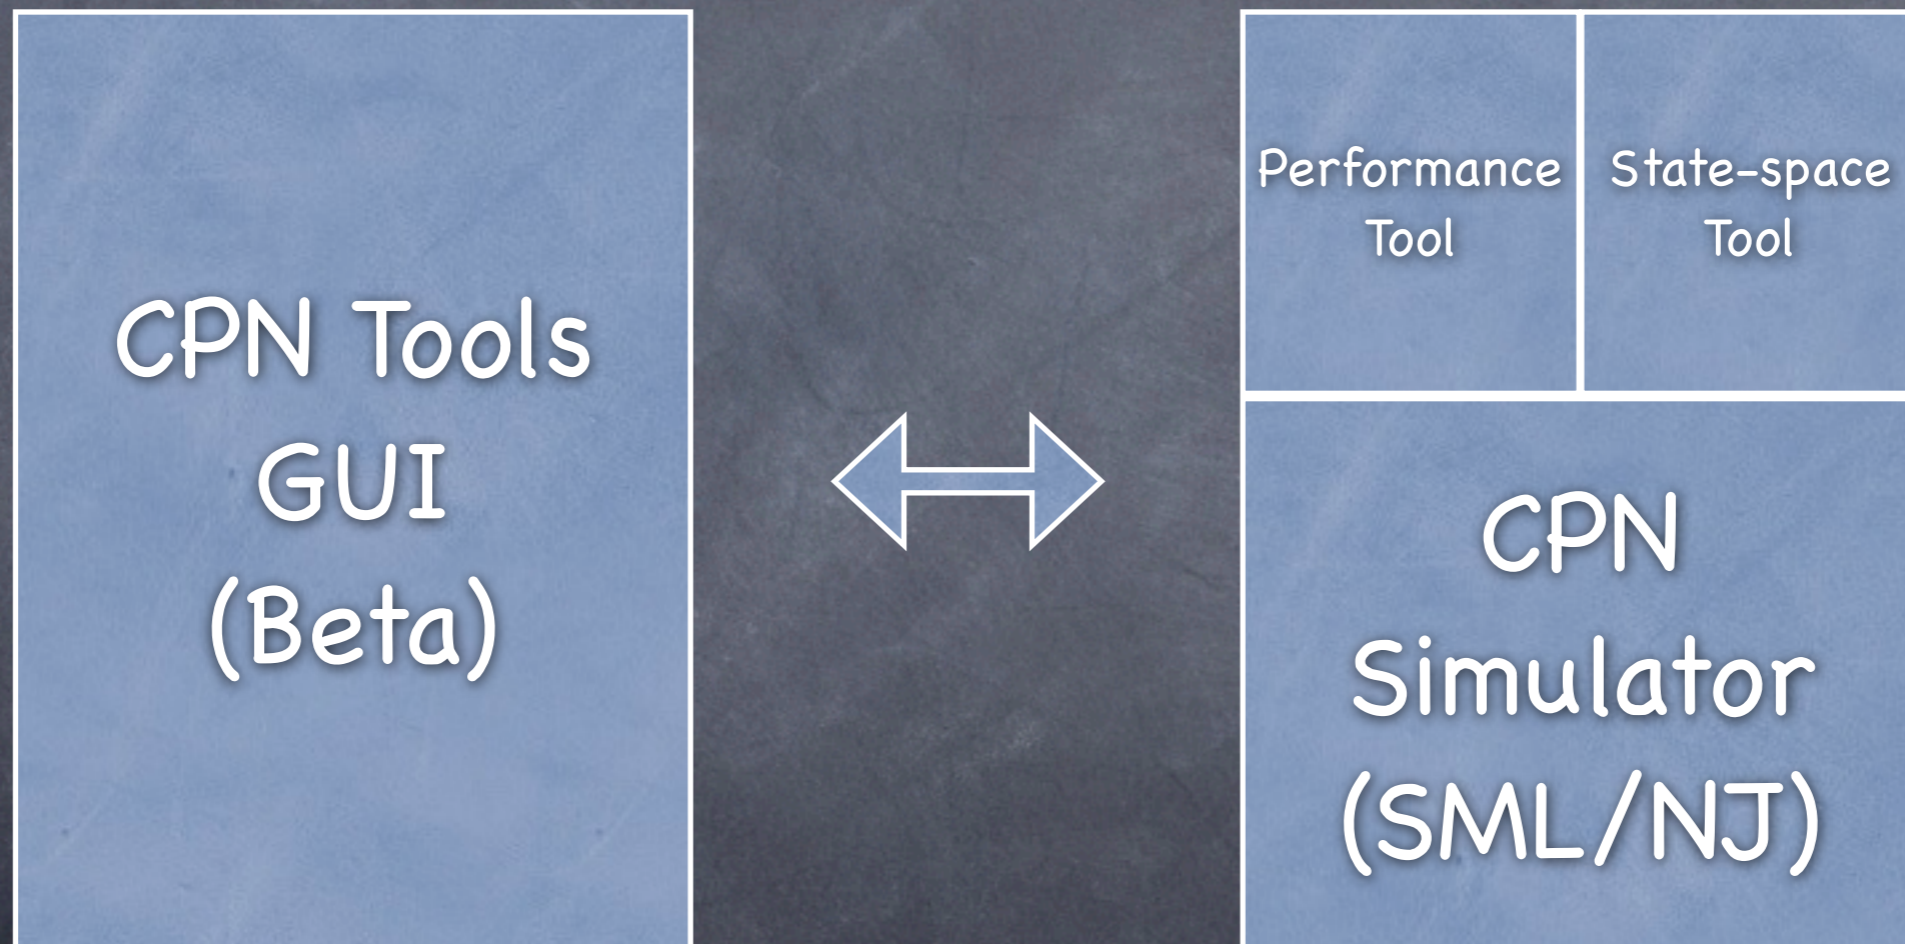 CPN Tools
GUI
(Beta)
Performance
Tool
State-space
Tool
CPN
Simulator
(SML/NJ)